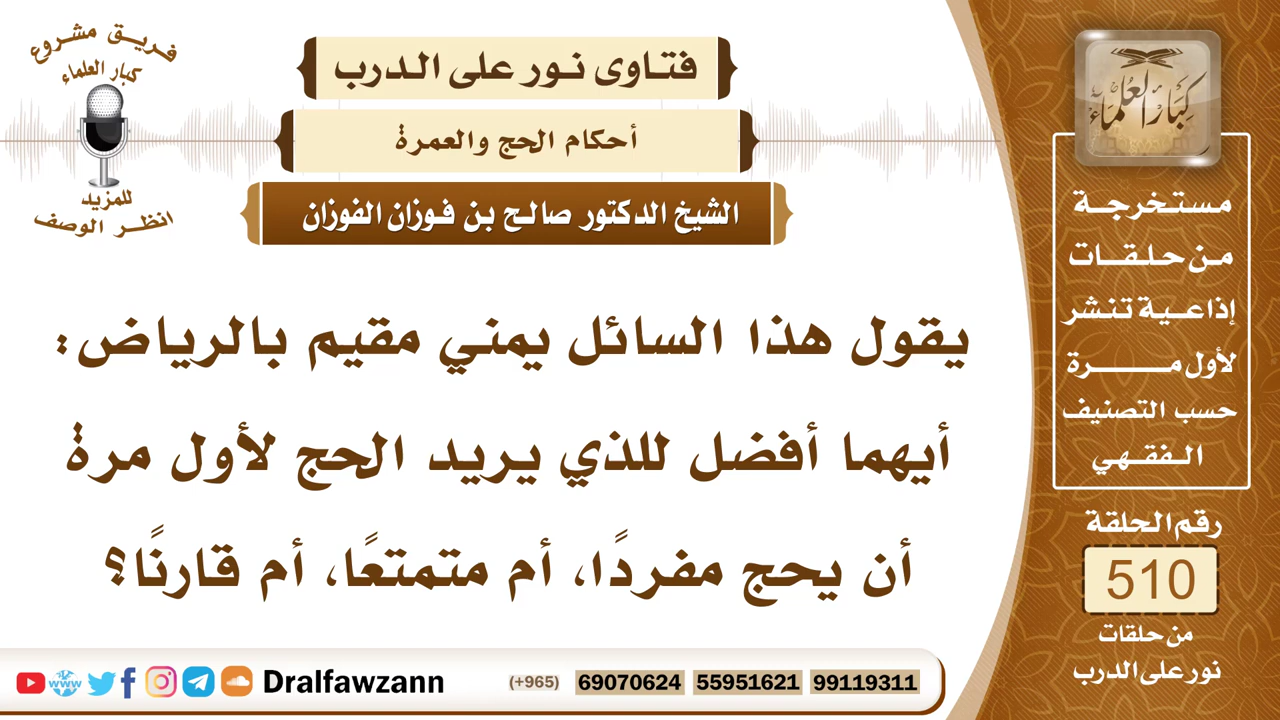 فريق مشروع
كبار العلماء
للمزيد
انظر الوصف
فتاوى نور على الدرب
أحكام الحج والعمرة
الشيخ الدكتور صالح بن فوزان الفوزان
يقول هذا السائل يمني مقيم بالرياض:
أيهما أفضل للذي يريد الحج لأول مرة
أن يحج مفردًا، أم متمتعًا، أم قارنًا؟
كبار العلماء
مستخرجة
من حلقات
إذاعية تنشر
لأول مرة
حسب التصنيف
الفقهي
رقم الحلقة
510
من حلقات
نور على الدرب
www Dralfawzann (+965) 69070624 55951621 99119311